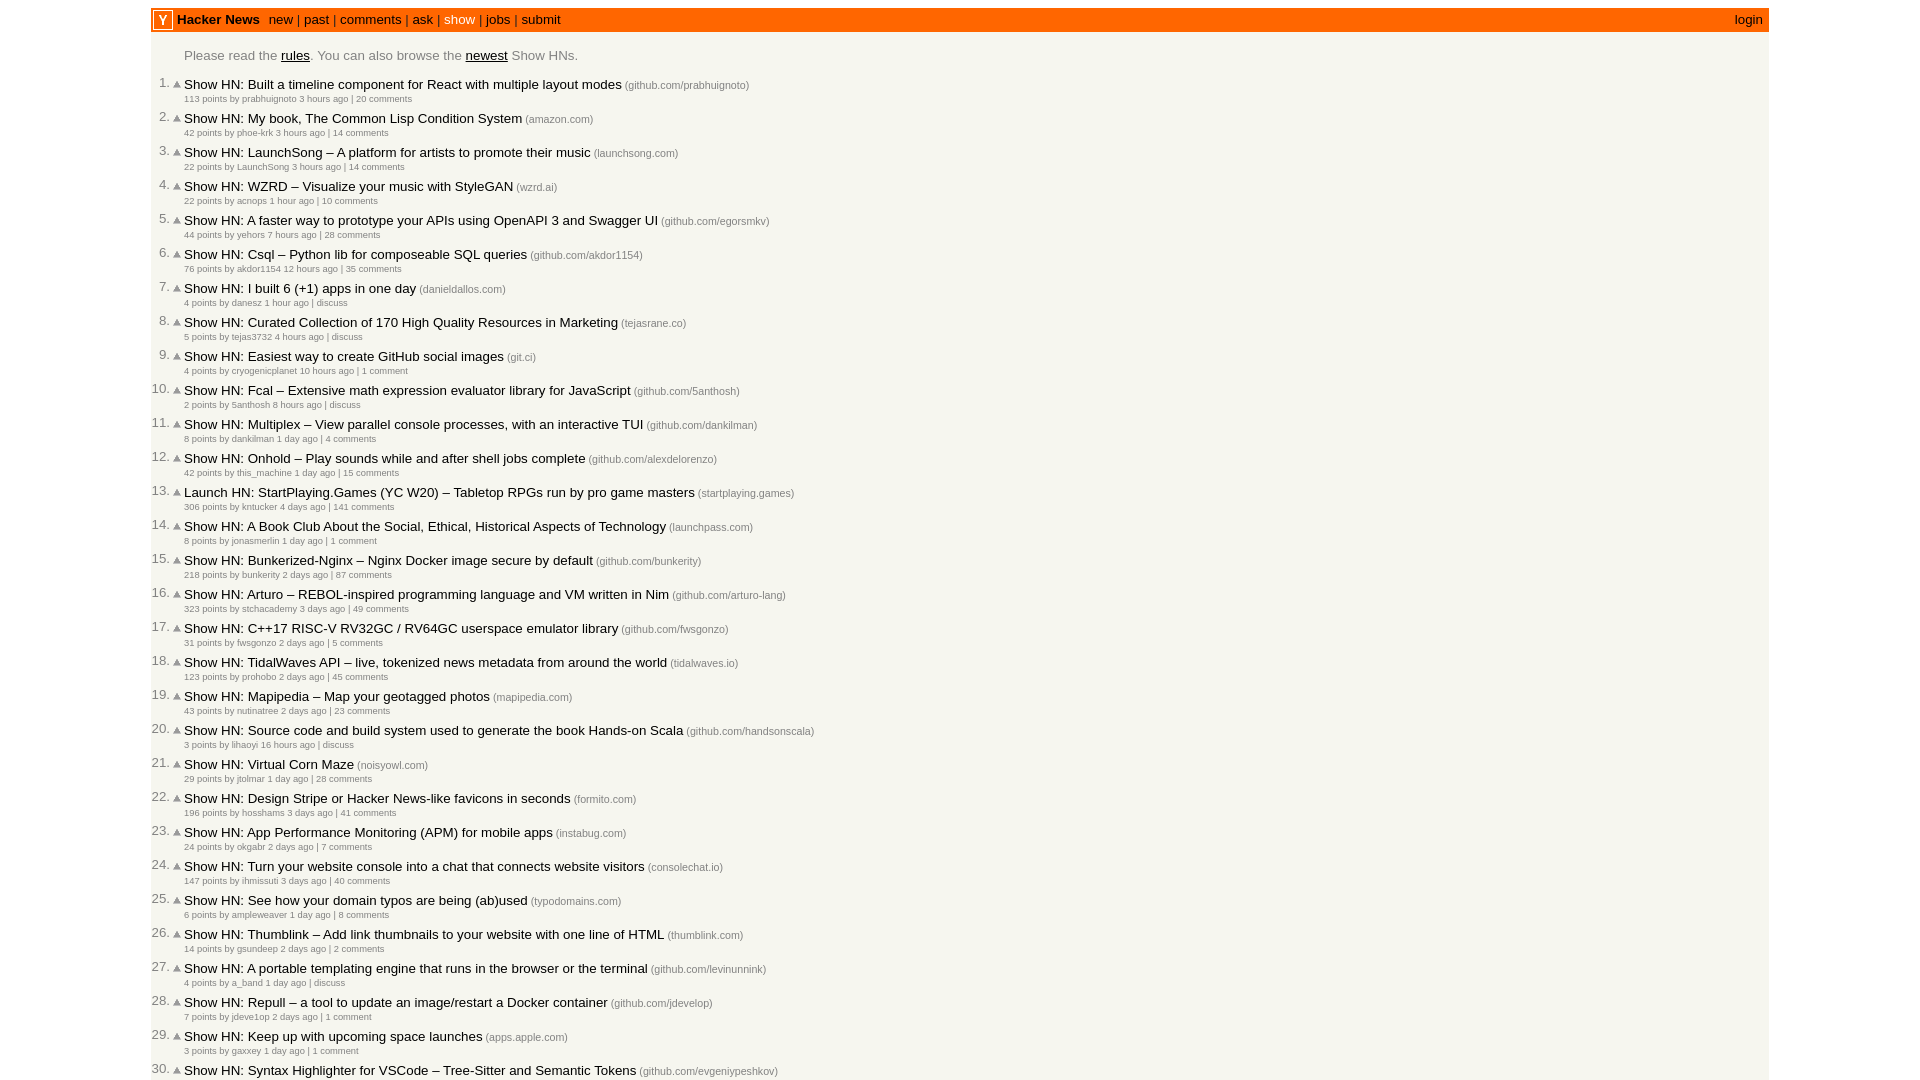 Y Hacker News new | past | comments | ask | show | jobs | submit login
Please read the rules. You can also browse the newest Show HNs.
1. Show HN: Built a timeline component for React with multiple layout modes (github.com/prabhuignoto)
113 points by prabhuignoto 3 hours ago | 20 comments
2. Show HN: My book, The Common Lisp Condition System (amazon.com)
42 points by phoe-krk 3 hours ago | 14 comments
3. Show HN: LaunchSong – A platform for artists to promote their music (launchsong.com)
22 points by LaunchSong 3 hours ago | 14 comments
4. Show HN: WZRD – Visualize your music with StyleGAN (wzrd.ai)
22 points by acnops 1 hour ago | 10 comments
5. Show HN: A faster way to prototype your APIs using OpenAPI 3 and Swagger UI (github.com/egorsmkv)
44 points by yehors 7 hours ago | 28 comments
6. Show HN: Csql – Python lib for composeable SQL queries (github.com/akdor1154)
76 points by akdor1154 12 hours ago | 35 comments
7. Show HN: I built 6 (+1) apps in one day (danieldallos.com)
4 points by danesz 1 hour ago | discuss
8. Show HN: Curated Collection of 170 High Quality Resources in Marketing (tejasrane.co)
5 points by tejas3732 4 hours ago | discuss
9. Show HN: Easiest way to create GitHub social images (git.ci)
4 points by cryogenicplanet 10 hours ago | 1 comment
10. Show HN: Fcal – Extensive math expression evaluator library for JavaScript (github.com/5anthosh)
2 points by 5anthosh 8 hours ago | discuss
11. Show HN: Multiplex – View parallel console processes, with an interactive TUI (github.com/dankilman)
8 points by dankilman 1 day ago | 4 comments
12. Show HN: Onhold – Play sounds while and after shell jobs complete (github.com/alexdelorenzo)
42 points by this_machine 1 day ago | 15 comments
13. Launch HN: StartPlaying.Games (YC W20) – Tabletop RPGs run by pro game masters (startplaying.games)
306 points by kntucker 4 days ago | 141 comments
14. Show HN: A Book Club About the Social, Ethical, Historical Aspects of Technology (launchpass.com)
8 points by jonasmerlin 1 day ago | 1 comment
15. Show HN: Bunkerized-Nginx – Nginx Docker image secure by default (github.com/bunkerity)
218 points by bunkerity 2 days ago | 87 comments
16. Show HN: Arturo – REBOL-inspired programming language and VM written in Nim (github.com/arturo-lang)
323 points by stchacademy 3 days ago | 49 comments
17. Show HN: C++17 RISC-V RV32GC / RV64GC userspace emulator library (github.com/fwsgonzo)
31 points by fwsgonzo 2 days ago | 5 comments
18. Show HN: TidalWaves API – live, tokenized news metadata from around the world (tidalwaves.io)
123 points by prohobo 2 days ago | 45 comments
19. Show HN: Mapipedia – Map your geotagged photos (mapipedia.com)
43 points by nutinatree 2 days ago | 23 comments
20. Show HN: Source code and build system used to generate the book Hands-on Scala (github.com/handsonscala)
3 points by lihaoyi 16 hours ago | discuss
21. Show HN: Virtual Corn Maze (noisyowl.com)
29 points by jtolmar 1 day ago | 28 comments
22. Show HN: Design Stripe or Hacker News-like favicons in seconds (formito.com)
196 points by hosshams 3 days ago | 41 comments
23. Show HN: App Performance Monitoring (APM) for mobile apps (instabug.com)
24 points by okgabr 2 days ago | 7 comments
24. Show HN: Turn your website console into a chat that connects website visitors (consolechat.io)
147 points by ihmissuti 3 days ago | 40 comments
25. Show HN: See how your domain typos are being (ab)used (typodomains.com)
6 points by ampleweaver 1 day ago | 8 comments
26. Show HN: Thumblink – Add link thumbnails to your website with one line of HTML (thumblink.com)
14 points by gsundeep 2 days ago | 2 comments
27. Show HN: A portable templating engine that runs in the browser or the terminal (github.com/levinunnink)
4 points by a_band 1 day ago | discuss
28. Show HN: Repull – a tool to update an image/restart a Docker container (github.com/jdevelop)
7 points by jdeve1op 2 days ago | 1 comment
29. Show HN: Keep up with upcoming space launches (apps.apple.com)
3 points by gaxxey 1 day ago | 1 comment
30. Show HN: Syntax Highlighter for VSCode – Tree-Sitter and Semantic Tokens (github.com/evgeniypeshkov)